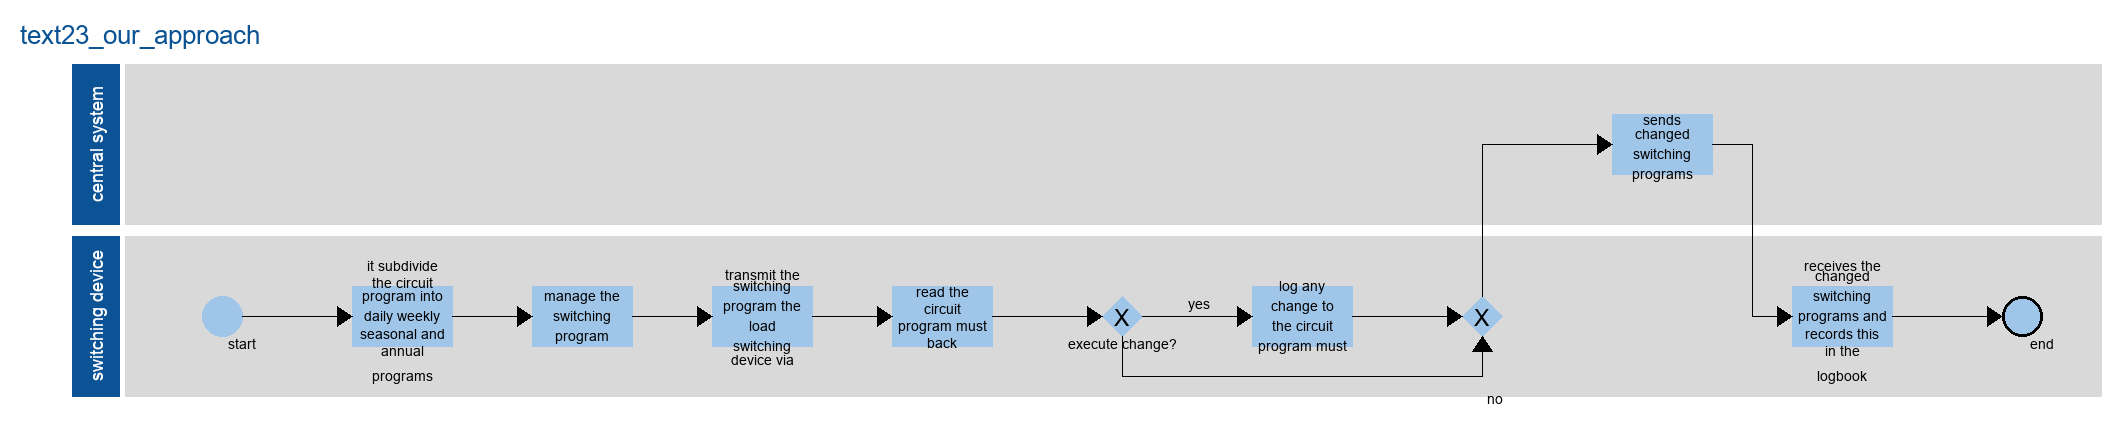 text23_our_approach
central system
sends
changed
switching
programs
switching device
start
it subdivide
the circuit
program into
daily weekly
seasonal and
annual
programs
manage the
switching
program
transmit the
switching
program the
load
switching
device via
read the
circuit
program must
back
X
execute change?
yes
log any
change to
the circuit
program must
X
no
receives the
changed
switching
programs and
records this
in the
logbook
end